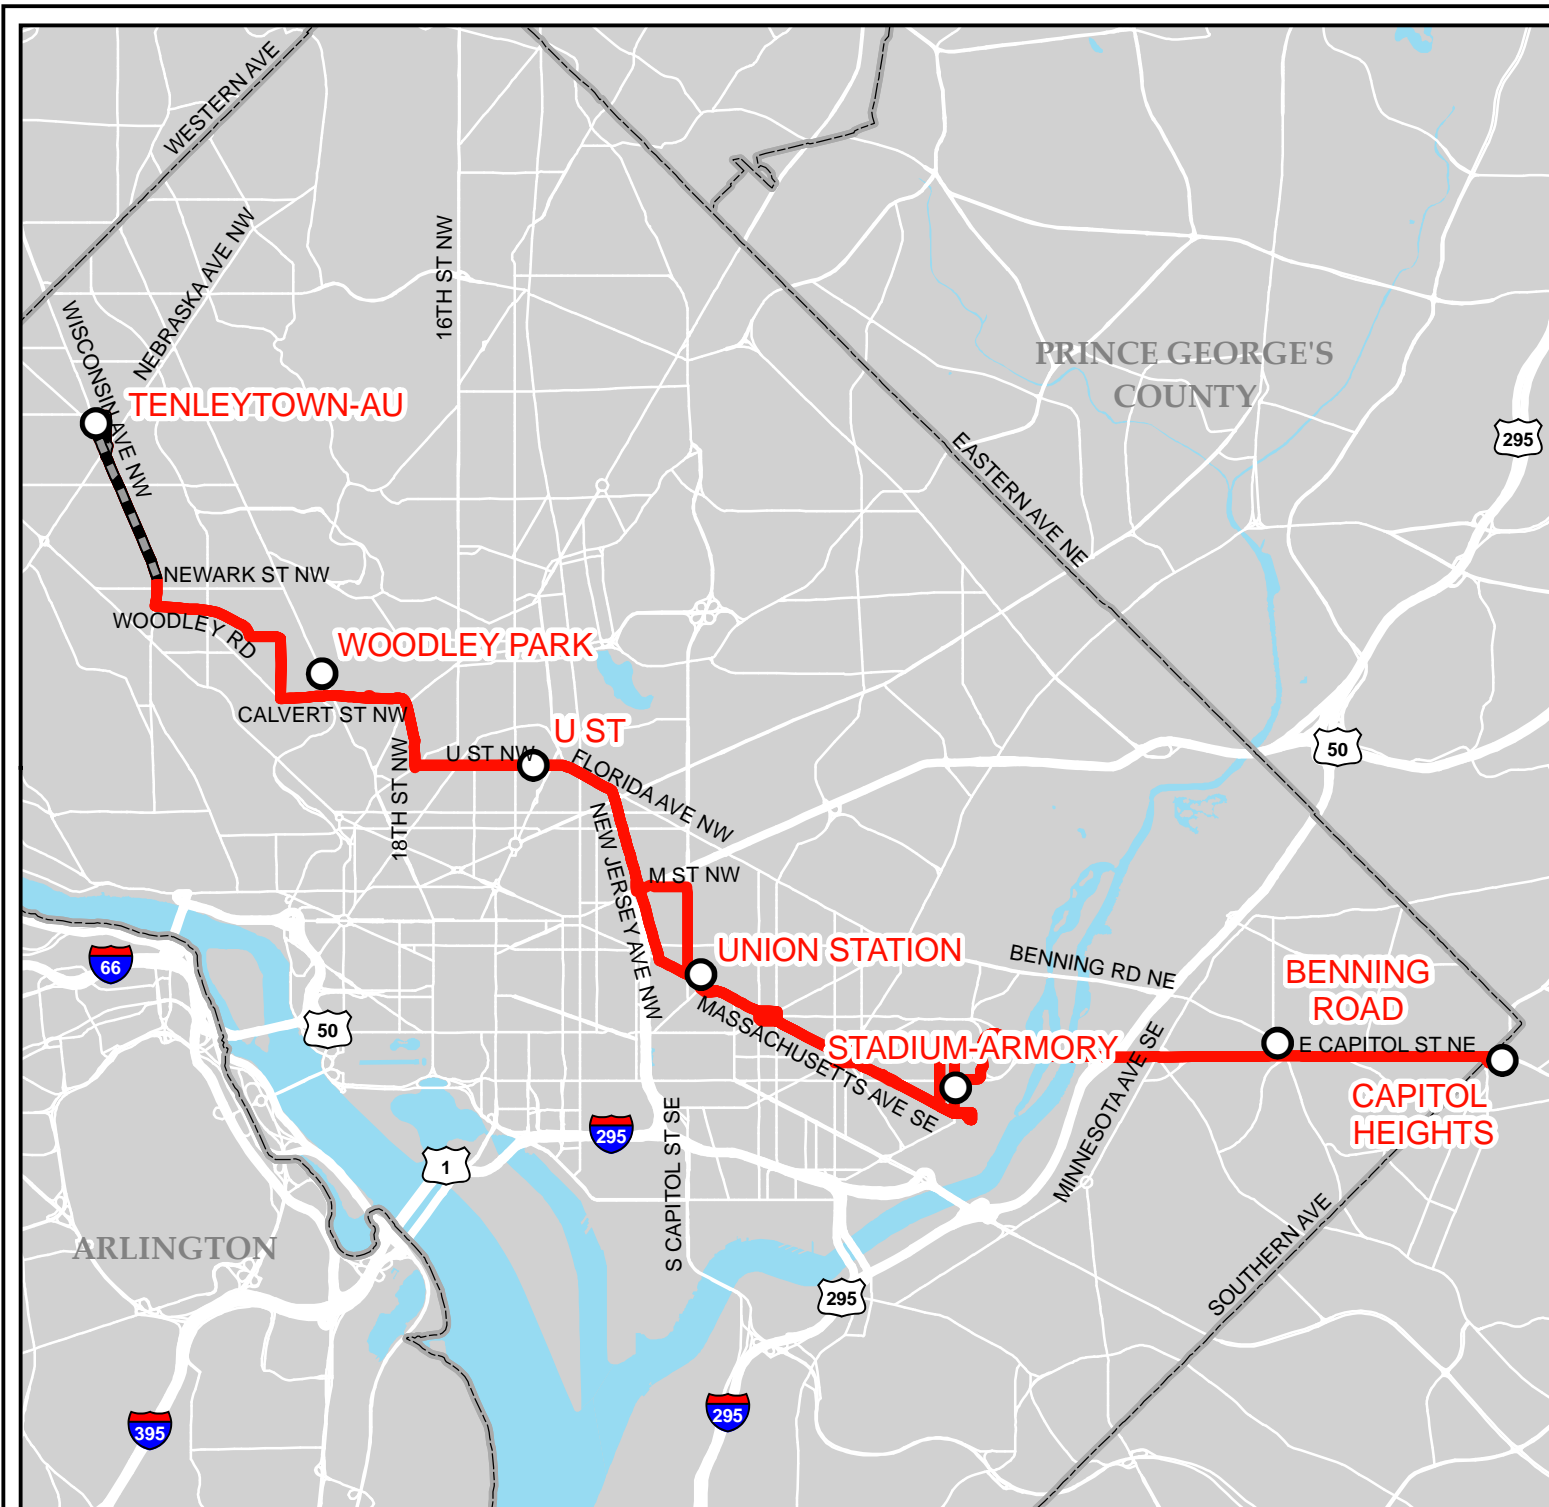 WESTERN AVE
NEBRASKA AVE NW
16TH ST NW
WISCONSIN AVE NW
PRINCE GEORGE'S
COUNTY
TENLEYTOWN-AU
295
EASTERN AVE NE
NEWARK ST NW
WOODLEY RD
WOODLEY PARK
CALVERT ST NW
U ST
U ST NW
FLORIDA AVE NW
50
18TH ST NW
NEW JERSEY AVE NW
M ST NW
UNION STATION
BENNING RD NE
66
BENNING
ROAD
50
MASSACHUSETTS AVE SE
STADIUM-ARMORY
E CAPITOL ST NE
MINNESOTA AVE SE
CAPITOL
HEIGHTS
295
1
S CAPITOL ST SE
ARLINGTON
SOUTHERN AVE
295
295
395